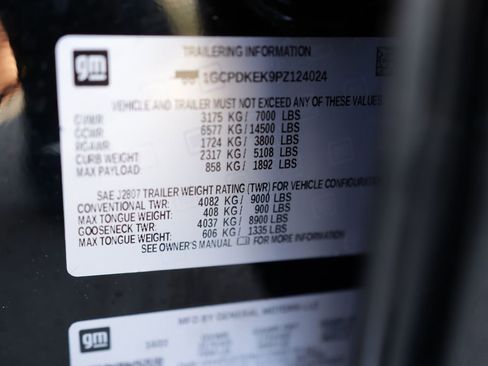 gm
TRAILERING INFORMATION
1GCPDKEK9PZ124024
VEHICLE AND TRAILER MUST NOT EXCEED ANY OF THESE VALUES
GVWR 3175 KG/ 7000 LBS
GCWR 6577 KG/ 14500 LBS
RGAWR 1724 KG/ 3800 LBS
CURB WEIGHT 2317 KG/ 5108 LBS
MAX PAYLOAD: 858 KG/ 1892 LBS
SAE J2807 TRAILER WEIGHT RATING (TWR) FOR VEHICLE CONFIGURATION
CONVENTIONAL TWR: 4082 KG/ 9000 LBS
MAX TONGUE WEIGHT: 408 KG/ 900 LBS
GOOSENECK TWR: 4037 KG/ 8900 LBS
MAX TONGUE WEIGHT: 606 KG/ 1335 LBS
SEE OWNER'S MANUAL FOR MORE INFORMATION
gm
MFD BY GENERAL MOTORS LLC